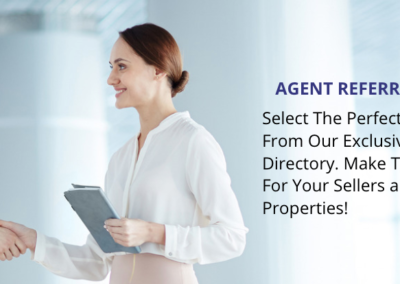 AGENT REFERR
Select The Perfect
From Our Exclusiv
Directory. Make T
For Your Sellers a
Properties!